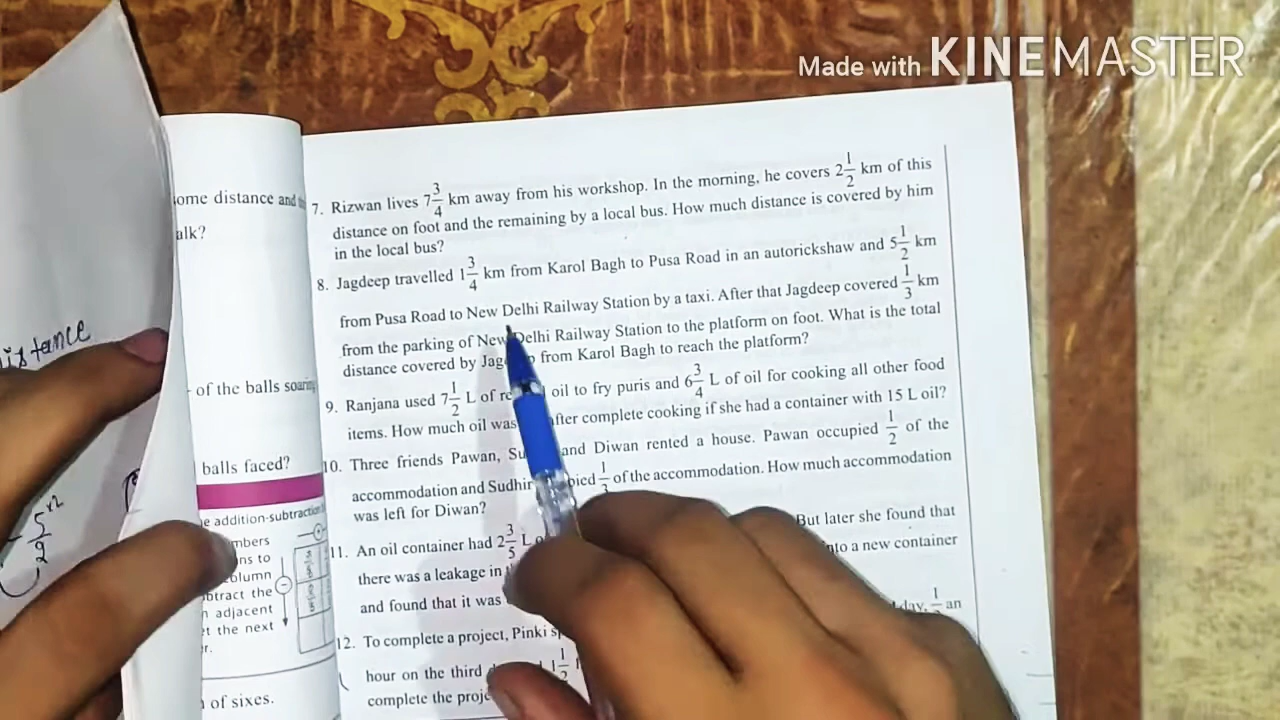 Made with KINEMASTER
ome distance and
alk?
istance
of the balls soaring
balls faced?
e addition-subtraction
mbers
ns to
olumn
btract the
n adjacent
t the next
r.
of sixes.
7. Rizwan lives 7 3/4 km away from his workshop. In the morning, he covers 2 1/2 km of this
distance on foot and the remaining by a local bus. How much distance is covered by him
in the local bus?
8. Jagdeep travelled 1 3/4 km from Karol Bagh to Pusa Road in an autorickshaw and 5 1/2 km
from Pusa Road to New Delhi Railway Station by a taxi. After that Jagdeep covered 1/3 km
from the parking of New Delhi Railway Station to the platform on foot. What is the total
distance covered by Jag from Karol Bagh to reach the platform?
9. Ranjana used 7 1/2 L of re oil to fry puris and 6 3/4 L of oil for cooking all other food
items. How much oil was after complete cooking if she had a container with 15 L oil?
10. Three friends Pawan, Su and Diwan rented a house. Pawan occupied 1/2 of the
accommodation and Sudhir pied 1/3 of the accommodation. How much accommodation
was left for Diwan?
11. An oil container had 2 3/5 L But later she found that
there was a leakage in into a new container
and found that it was
12. To complete a project, Pinki sp day, 1/2 an
hour on the third 1 1/2
complete the proje